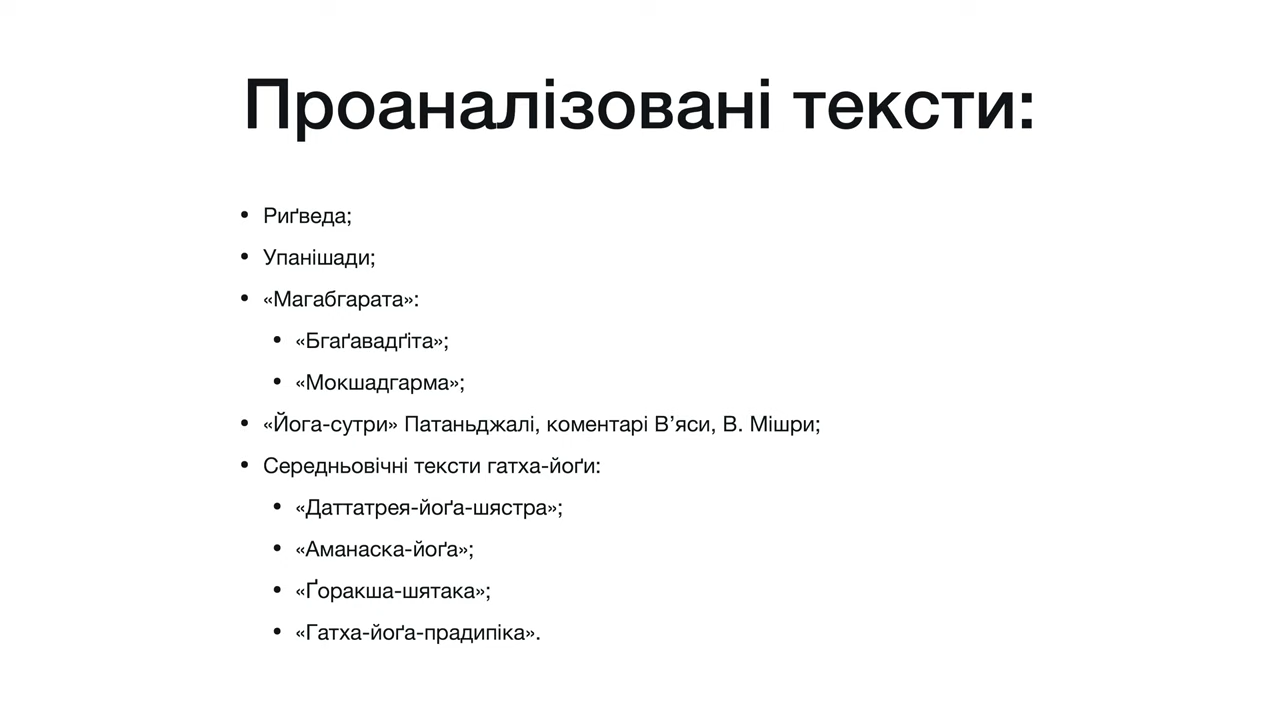 Проаналізовані тексти:
• Риґведа;
• Упанішади;
• «Магабгарата»:
• «Бгаґавадґіта»;
• «Мокшадгарма»;
• «Йога-сутри» Патаньджалі, коментарі В’яси, В. Мішри;
• Середньовічні тексти гатха-йоґи:
• «Даттатрея-йоґа-шястра»;
• «Аманаска-йоґа»;
• «Ґоракша-шятака»;
• «Гатха-йоґа-прадипіка».